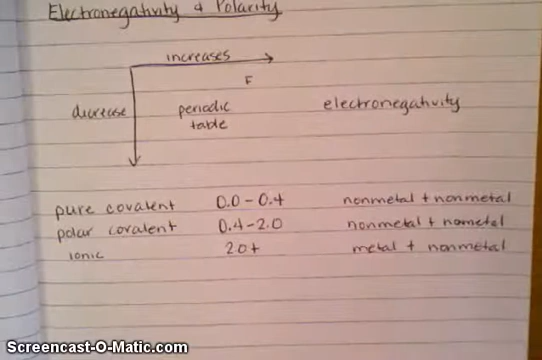 Electronegativity & Polarity
increases
F
decrease periodic electronegativity
table
pure covalent 0.0 - 0.4 nonmetal + nonmetal
polar covalent 0.4 - 2.0 nonmetal + nometal
ionic 2.0+ metal + nonmetal
Screencast-O-Matic.com